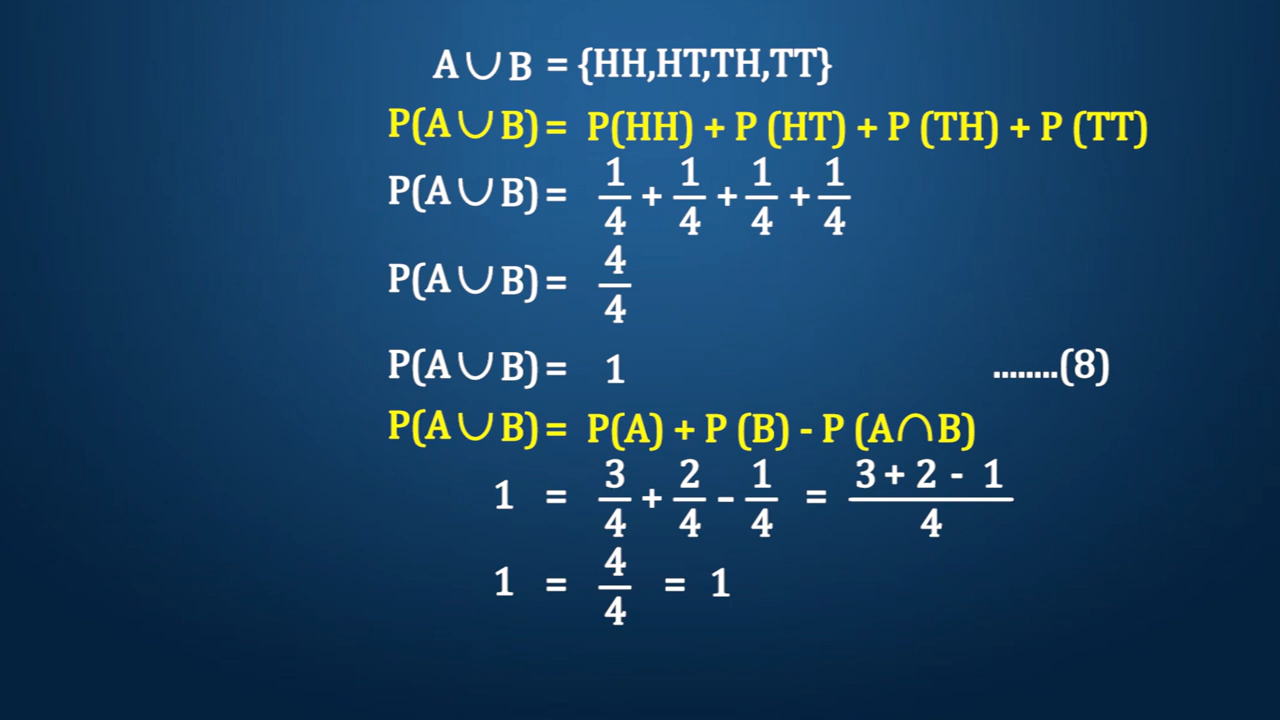 A∪B = {HH,HT,TH,TT}
P(A∪B) = P(HH) + P (HT) + P (TH) + P (TT)
P(A∪B) = 1/4 + 1/4 + 1/4 + 1/4
P(A∪B) = 4/4
P(A∪B) = 1 ........(8)
P(A∪B) = P(A) + P (B) - P (A∩B)
1 = 3/4 + 2/4 - 1/4 = (3 + 2 - 1)/4
1 = 4/4 = 1